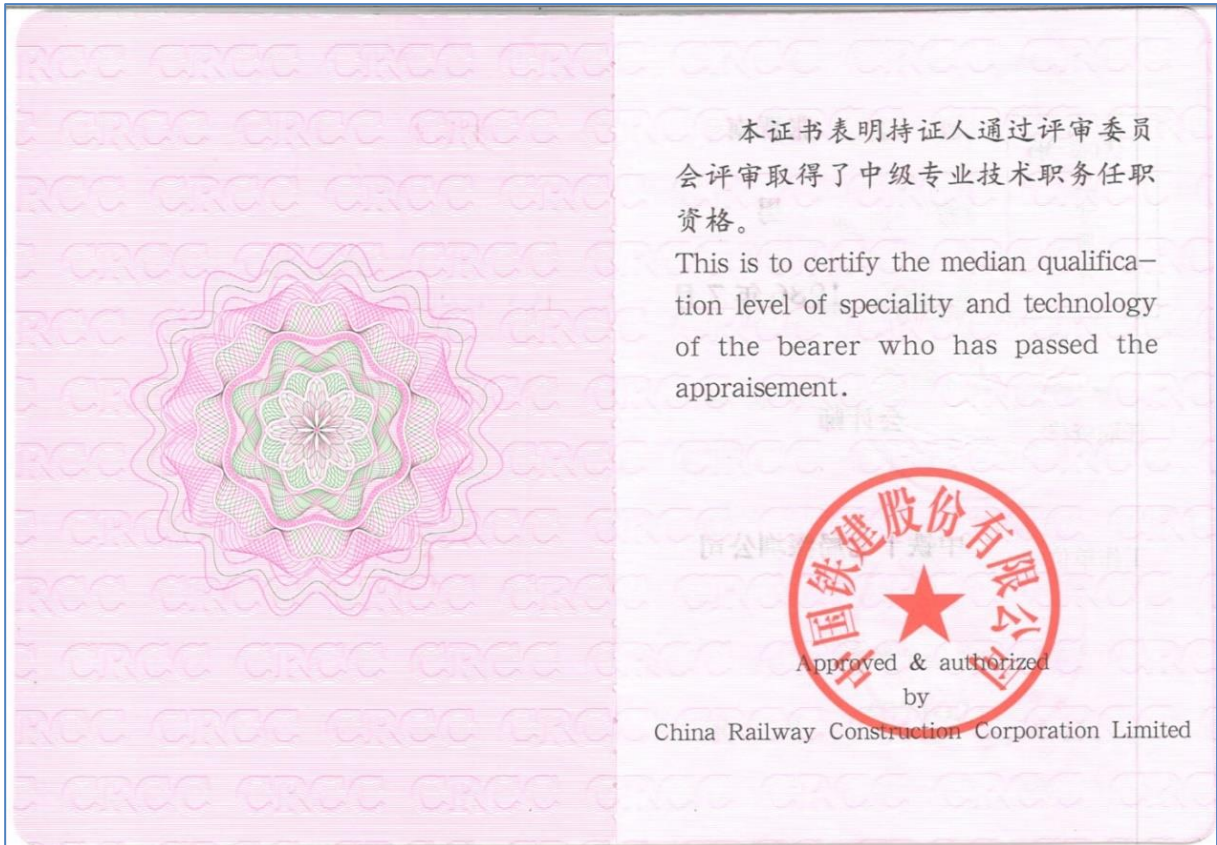 本证书表明持证人通过评审委员
会评审取得了中级专业技术职务任职
资格。
This is to certify the median qualifica—
tion level of speciality and technology
of the bearer who has passed the
appraisement.
中国铁建股份有限公司
Approved & authorized
by
China Railway Construction Corporation Limited